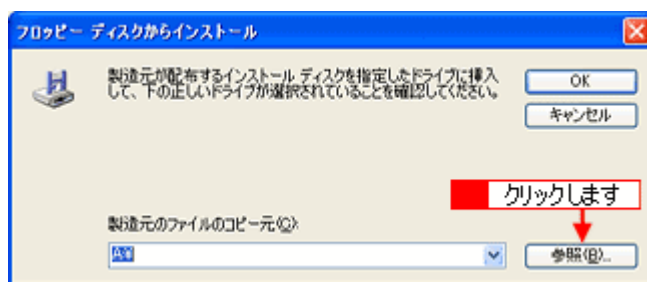 フロッピー ディスクからインストール
製造元が配布するインストール ディスクを指定したドライブに挿入
して、下の正しいドライブが選択されていることを確認してください。
OK
キャンセル
クリックします
製造元のファイルのコピー元(C):
A:¥
参照(B)...